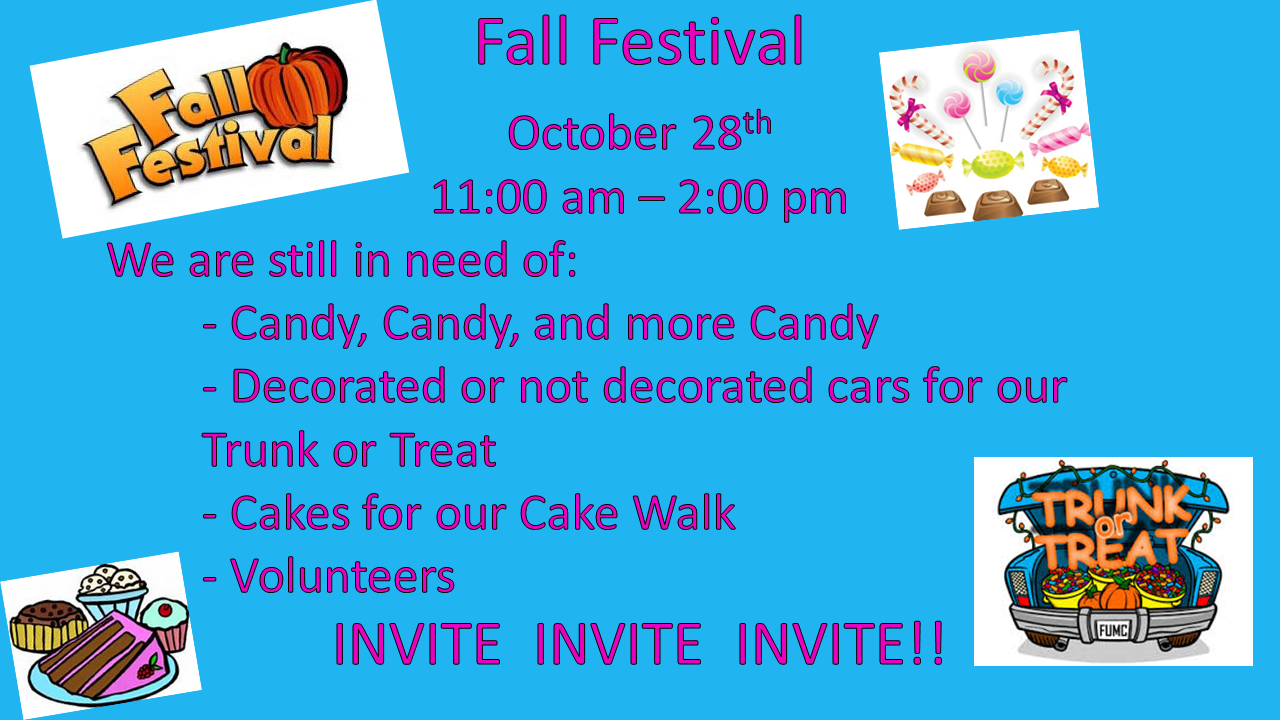 Fall Festival
Fall
Festival
October 28th
11:00 am – 2:00 pm
We are still in need of:
- Candy, Candy, and more Candy
- Decorated or not decorated cars for our
Trunk or Treat
- Cakes for our Cake Walk
- Volunteers
TRUNK
or
TREAT
FUMC
INVITE INVITE INVITE!!